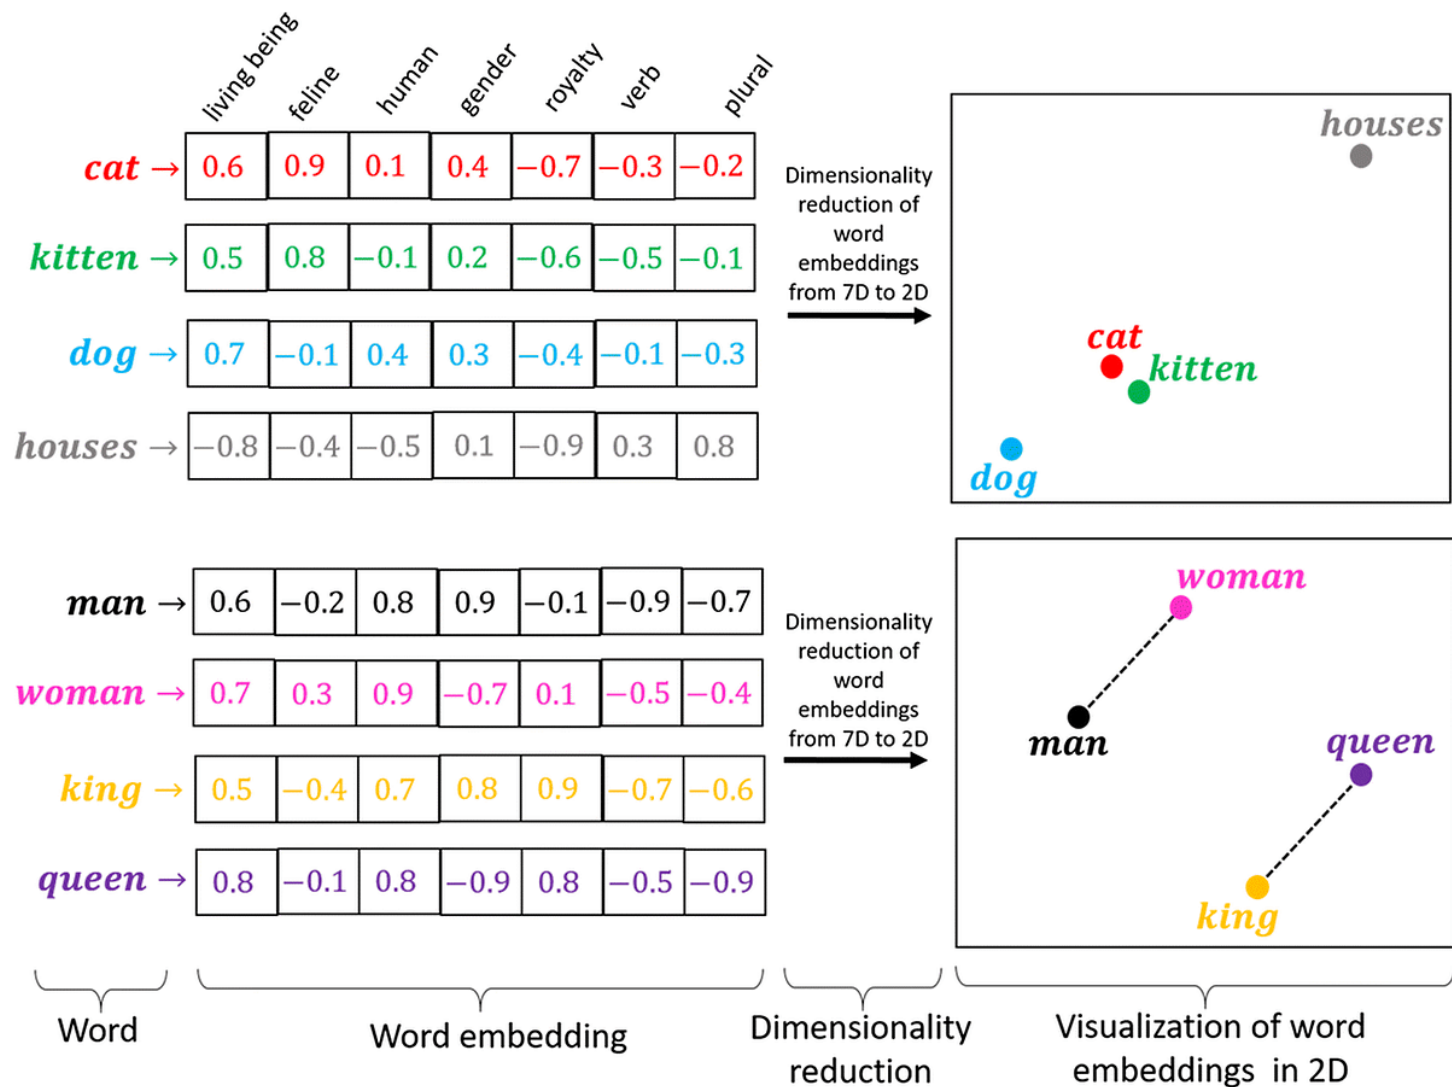 living being feline human gender royalty verb plural
cat → 0.6 0.9 0.1 0.4 −0.7 −0.3 −0.2
kitten → 0.5 0.8 −0.1 0.2 −0.6 −0.5 −0.1
dog → 0.7 −0.1 0.4 0.3 −0.4 −0.1 −0.3
houses → −0.8 −0.4 −0.5 0.1 −0.9 0.3 0.8
Dimensionality
reduction of
word
embeddings
from 7D to 2D
houses
cat
kitten
dog
man → 0.6 −0.2 0.8 0.9 −0.1 −0.9 −0.7
woman → 0.7 0.3 0.9 −0.7 0.1 −0.5 −0.4
king → 0.5 −0.4 0.7 0.8 0.9 −0.7 −0.6
queen → 0.8 −0.1 0.8 −0.9 0.8 −0.5 −0.9
Dimensionality
reduction of
word
embeddings
from 7D to 2D
woman
man
queen
king
Word
Word embedding
Dimensionality
reduction
Visualization of word
embeddings in 2D